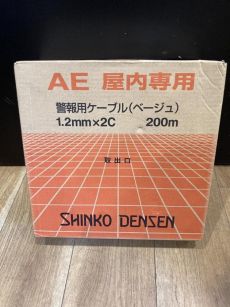 AE 屋内専用
警報用ケーブル(ベージュ)
1.2mm×2C 200m
取出口
SHINKO DENSEN